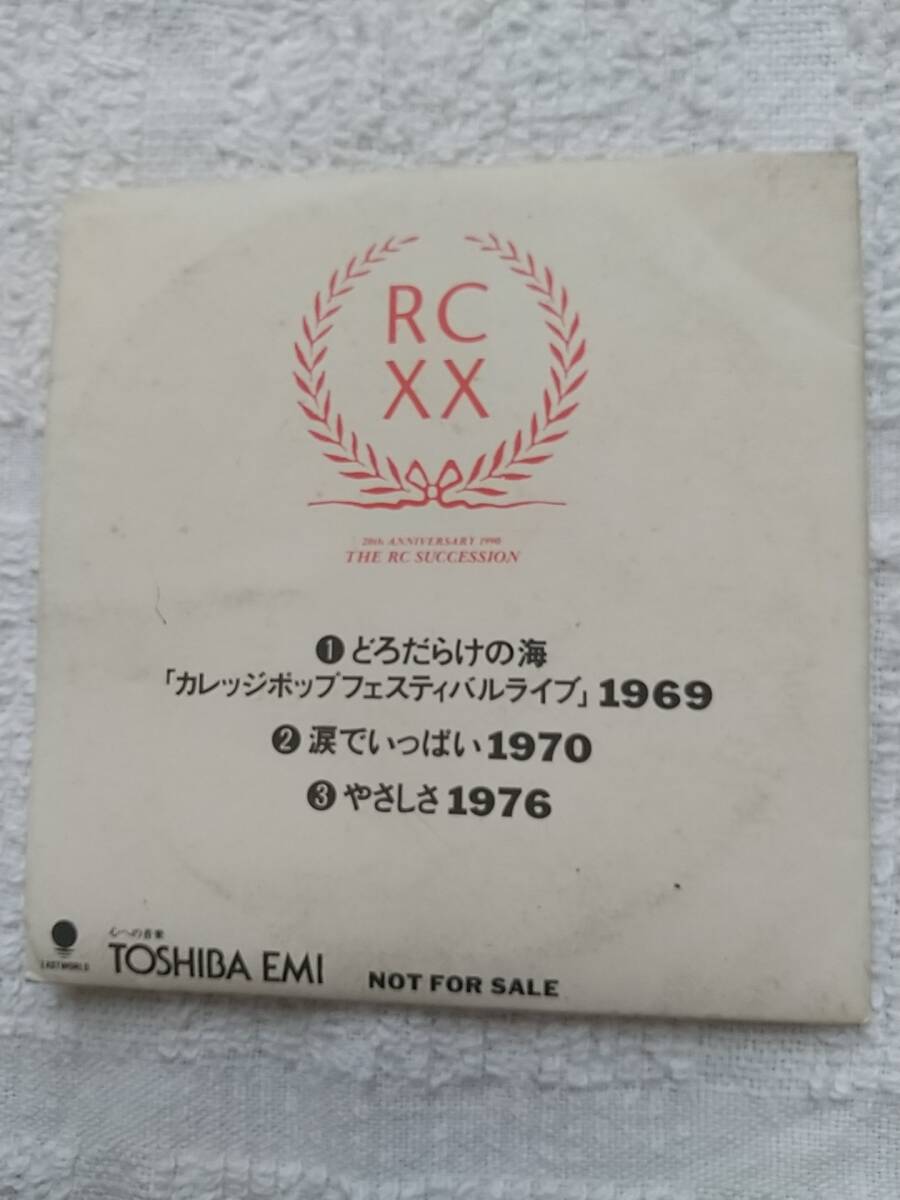 RC
XX
20th ANNIVERSARY 1990
THE RC SUCCESSION
❶どろだらけの海
「カレッジポップフェスティバルライブ」1969
❷涙でいっぱい1970
❸やさしさ1976
心への音楽
EASTWORLD
TOSHIBA EMI
NOT FOR SALE